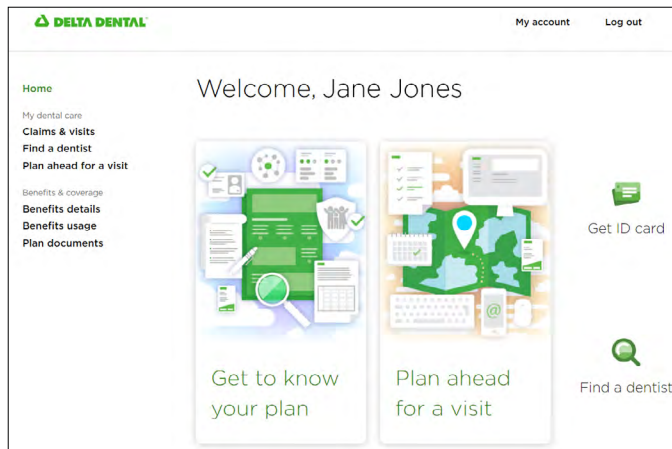 DELTA DENTAL
My account
Log out
Home
My dental care
Claims & visits
Find a dentist
Plan ahead for a visit
Benefits & coverage
Benefits details
Benefits usage
Plan documents
Welcome, Jane Jones
@
Get to know
your plan
Plan ahead
for a visit
Get ID card
Find a dentist